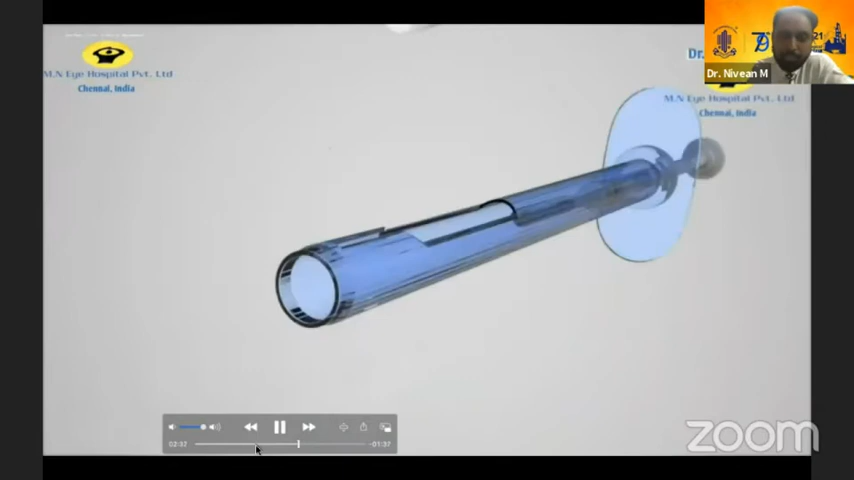 M.N Eye Hospital Pvt. Ltd
Chennai, India
Dr.
21
Dr. Nivean M
M.N Eye Hospital Pvt. Ltd
Chennai, India
02:37
-01:37
zoom